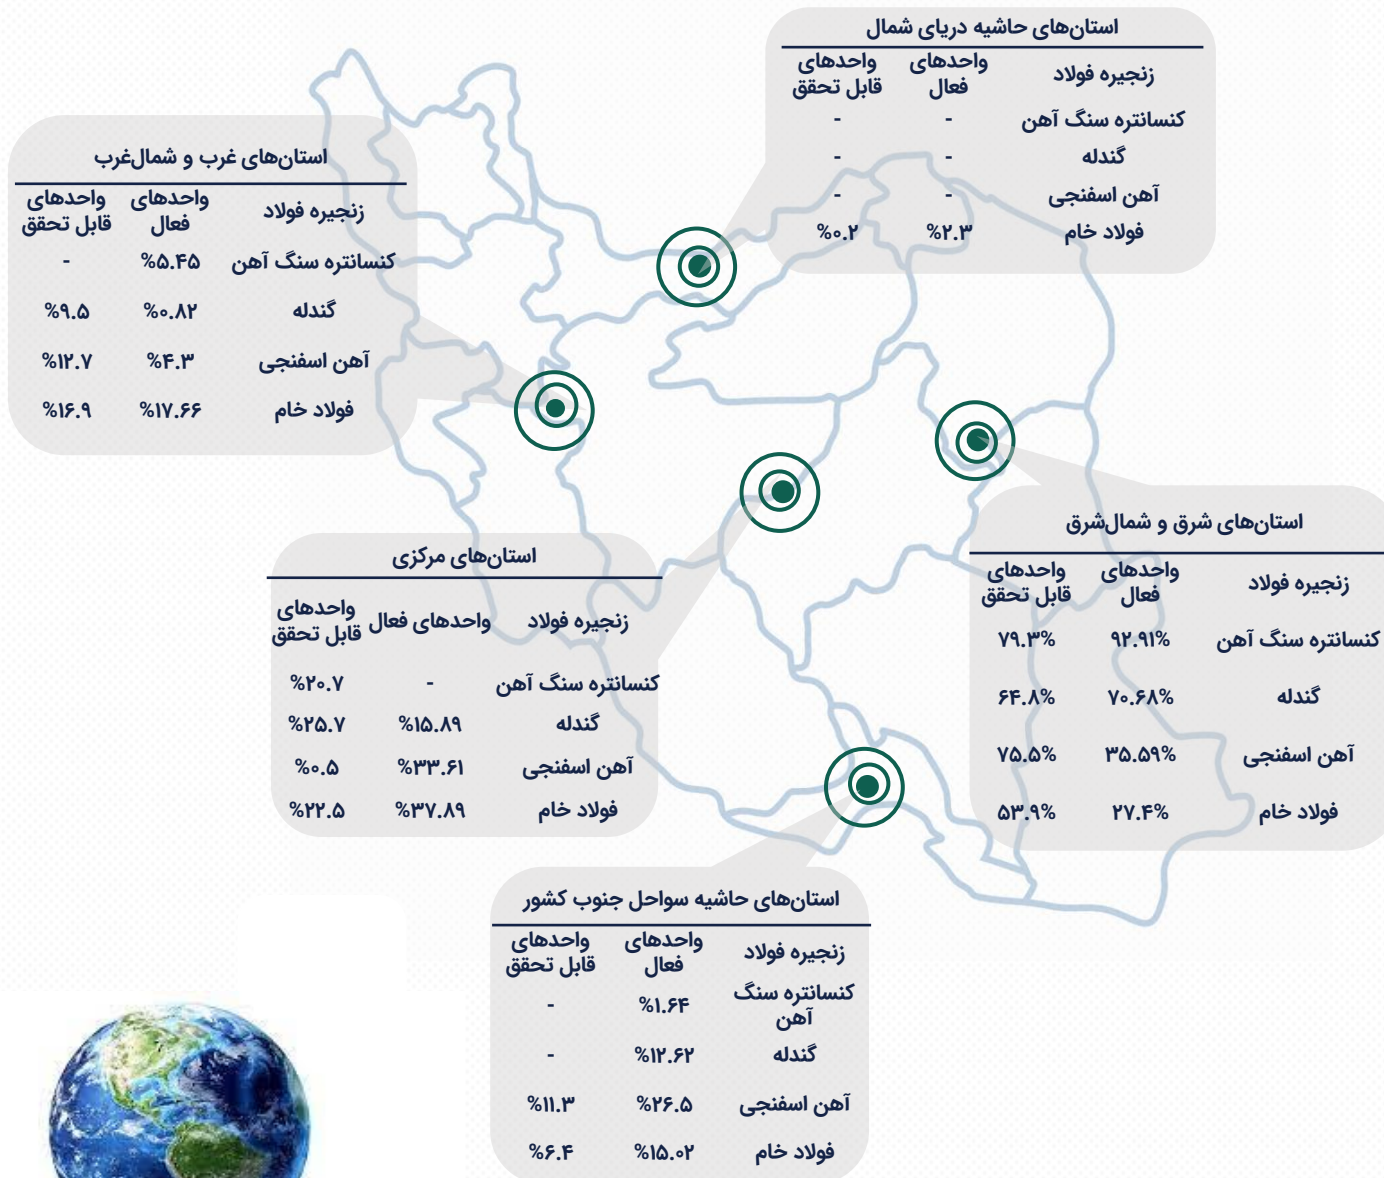 استان‌های حاشیه دریای شمال
زنجیره فولاد واحدهای فعال واحدهای قابل تحقق
کنسانتره سنگ آهن - -
گندله - -
آهن اسفنجی - -
فولاد خام %۲.۳ %۰.۲
استان‌های غرب و شمال‌غرب
زنجیره فولاد واحدهای فعال واحدهای قابل تحقق
کنسانتره سنگ آهن %۵.۴۵ -
گندله %۰.۸۲ %۹.۵
آهن اسفنجی %۴.۳ %۱۲.۷
فولاد خام %۱۷.۶۶ %۱۶.۹
استان‌های شرق و شمال‌شرق
زنجیره فولاد واحدهای فعال واحدهای قابل تحقق
کنسانتره سنگ آهن ۹۲.۹۱% ۷۹.۳%
گندله ۷۰.۶۸% ۶۴.۸%
آهن اسفنجی ۳۵.۵۹% ۷۵.۵%
فولاد خام ۲۷.۴% ۵۳.۹%
استان‌های مرکزی
زنجیره فولاد واحدهای فعال واحدهای قابل تحقق
کنسانتره سنگ آهن - %۲۰.۷
گندله %۱۵.۸۹ %۲۵.۷
آهن اسفنجی %۳۳.۶۱ %۰.۵
فولاد خام %۳۷.۸۹ %۲۲.۵
استان‌های حاشیه سواحل جنوب کشور
زنجیره فولاد واحدهای فعال واحدهای قابل تحقق
کنسانتره سنگ آهن %۱.۶۴ -
گندله %۱۲.۶۲ -
آهن اسفنجی %۲۶.۵ %۱۱.۳
فولاد خام %۱۵.۰۲ %۶.۴